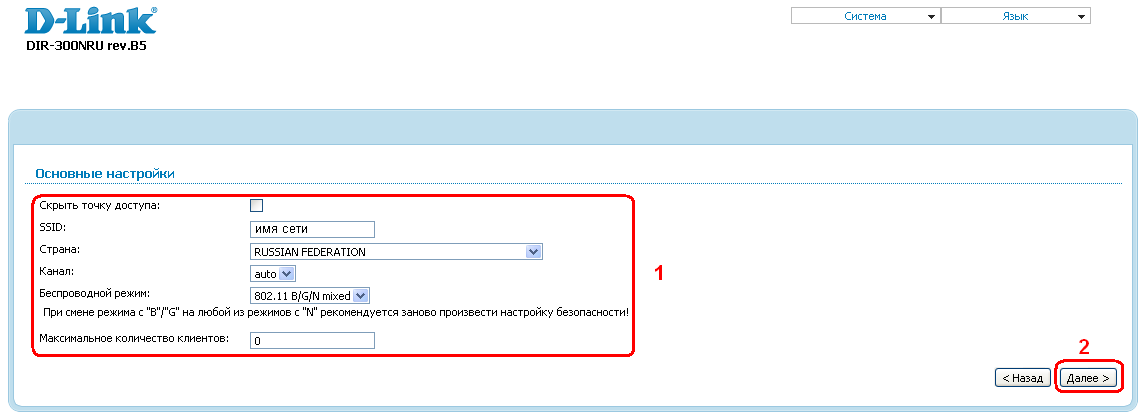 D-Link®
DIR-300NRU rev.B5
Система Язык
Основные настройки
Скрыть точку доступа:
SSID: имя сети
Страна: RUSSIAN FEDERATION
Канал: auto
1
Беспроводной режим: 802.11 B/G/N mixed
При смене режима с "B"/"G" на любой из режимов с "N" рекомендуется заново произвести настройку безопасности!
Максимальное количество клиентов: 0
2
< Назад Далее >